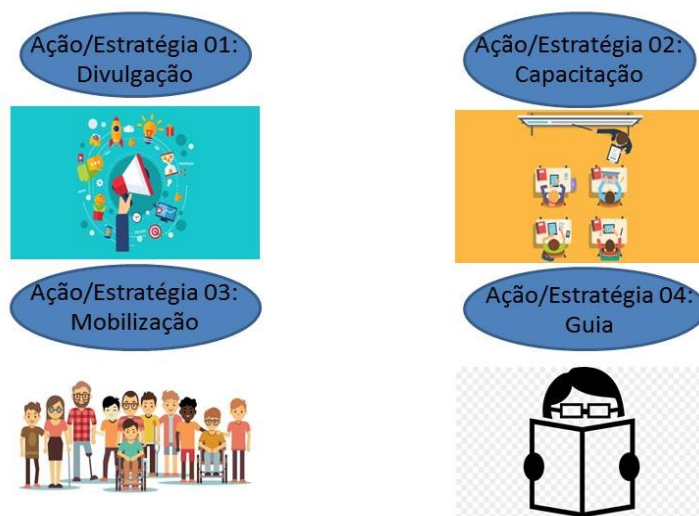 Ação/Estratégia 01:
Divulgação
Ação/Estratégia 02:
Capacitação
Ação/Estratégia 03:
Mobilização
Ação/Estratégia 04:
Guia